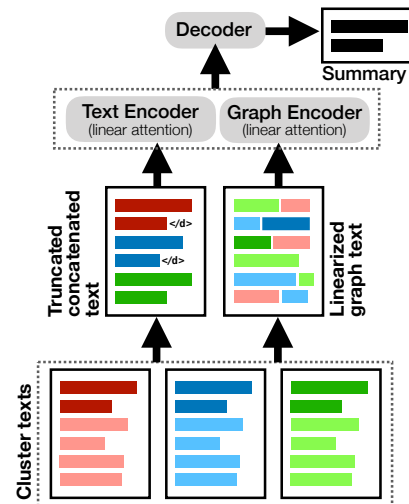 Decoder
Summary
Text Encoder
(linear attention)
Graph Encoder
(linear attention)
Truncated
concatenated
text
</d>
</d>
Linearized
graph text
Cluster texts